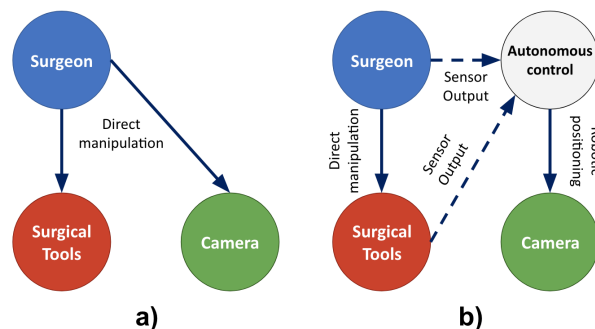 Surgeon
Direct
manipulation
Surgical
Tools
Camera
a)
Surgeon
Sensor
Output
Autonomous
control
Direct
manipulation
Sensor
Output
positioning
Surgical
Tools
Camera
b)